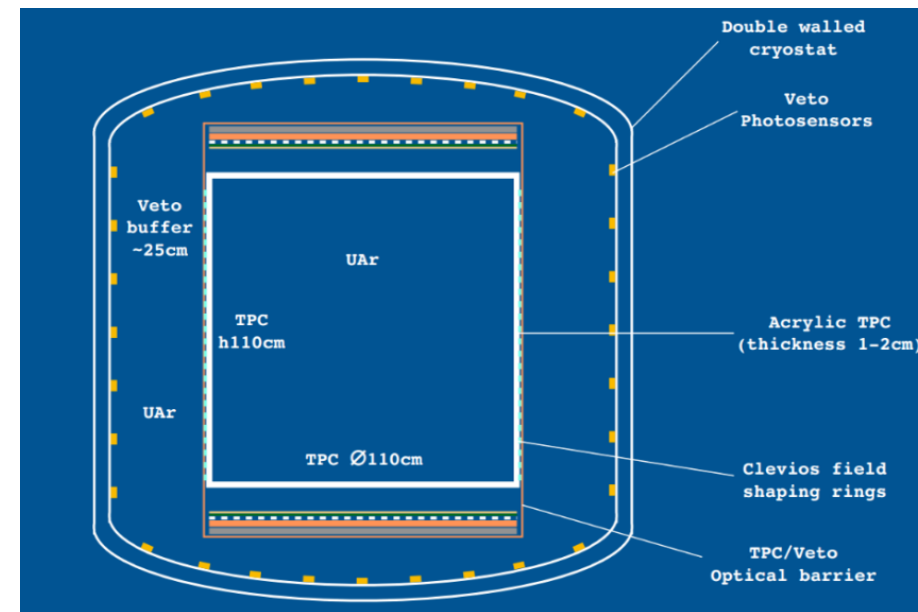 Double walled
cryostat
Veto
Photosensors
Veto
buffer
~25cm
UAr
TPC
h110cm
Acrylic TPC
(thickness 1-2cm)
UAr
TPC Ø110cm
Clevios field
shaping rings
TPC/Veto
Optical barrier